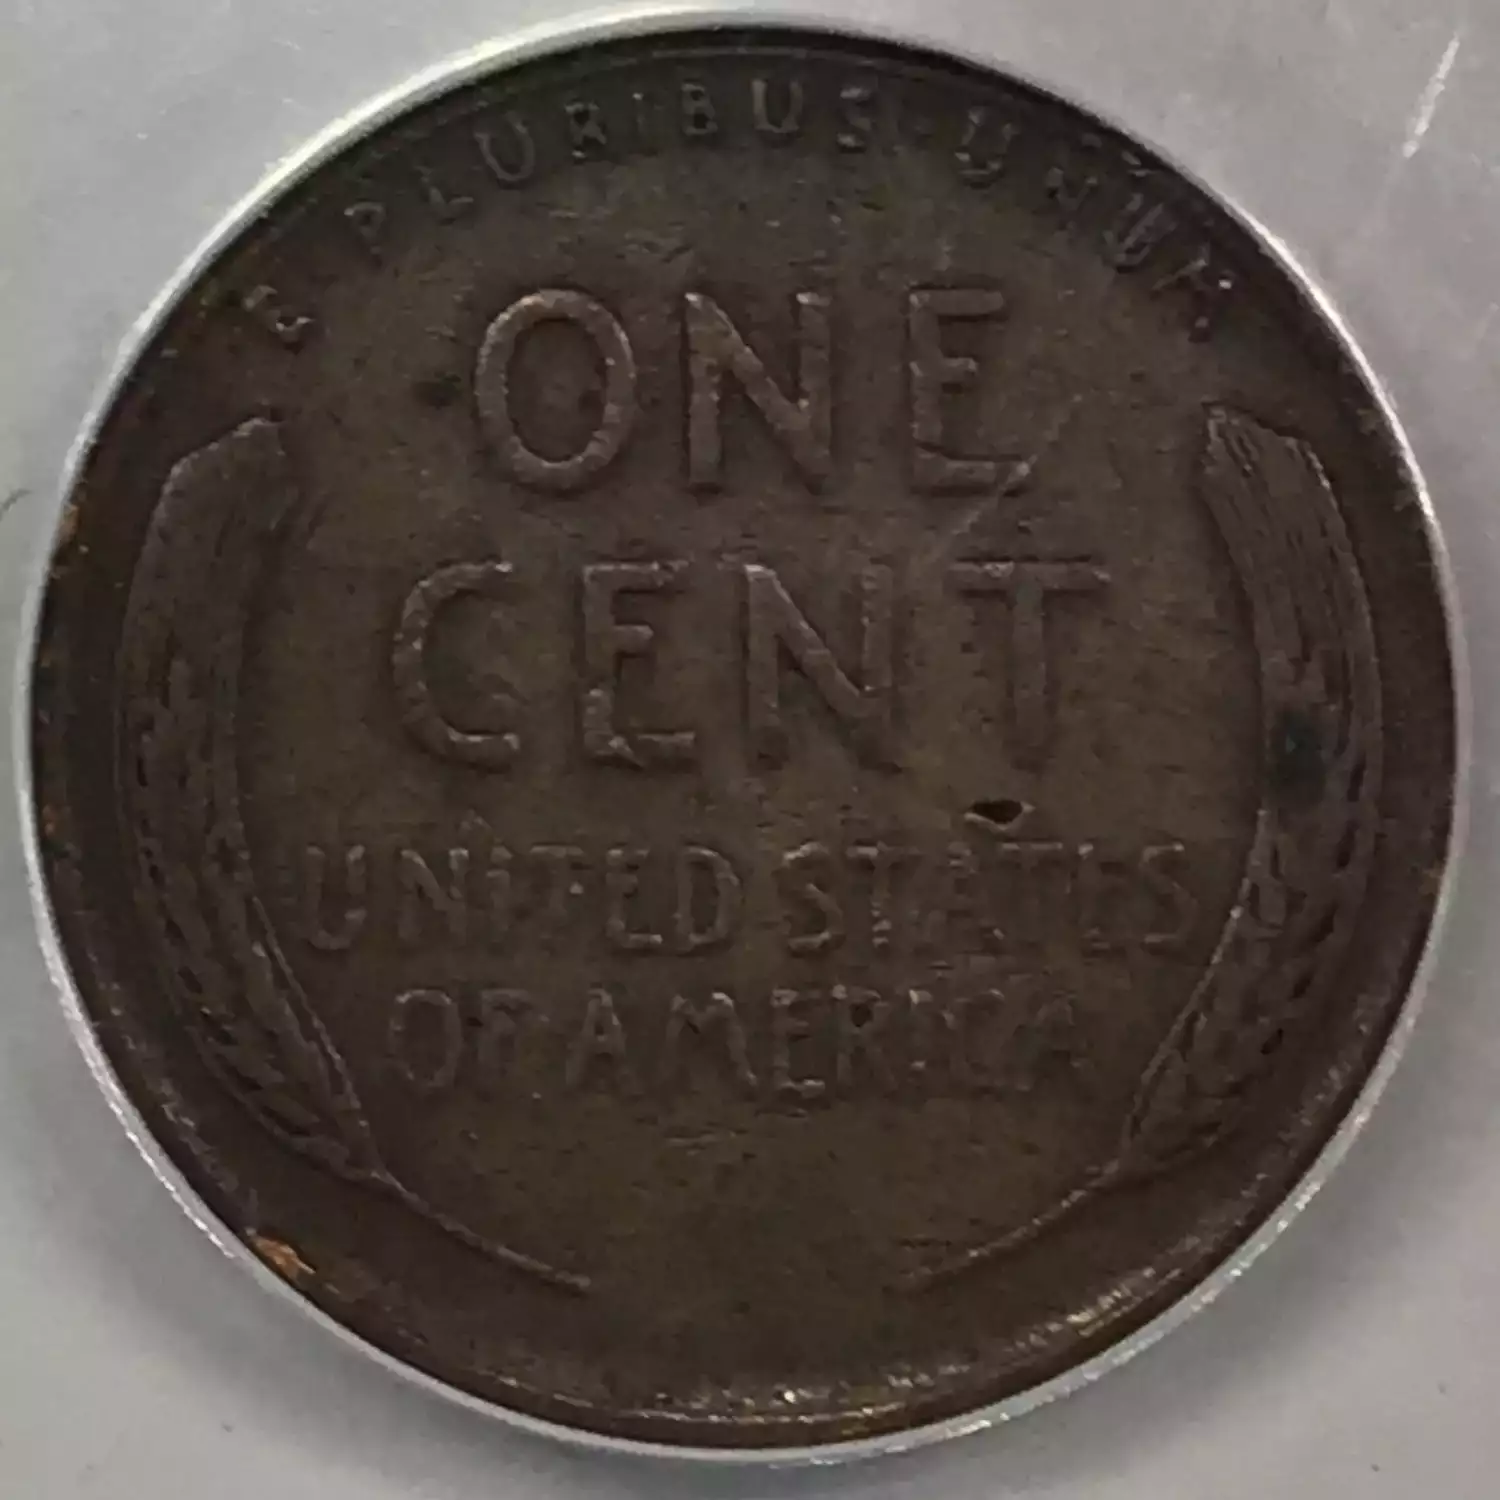 E PLURIBUS UNUM
ONE
CENT
UNITED STATES
OF AMERICA